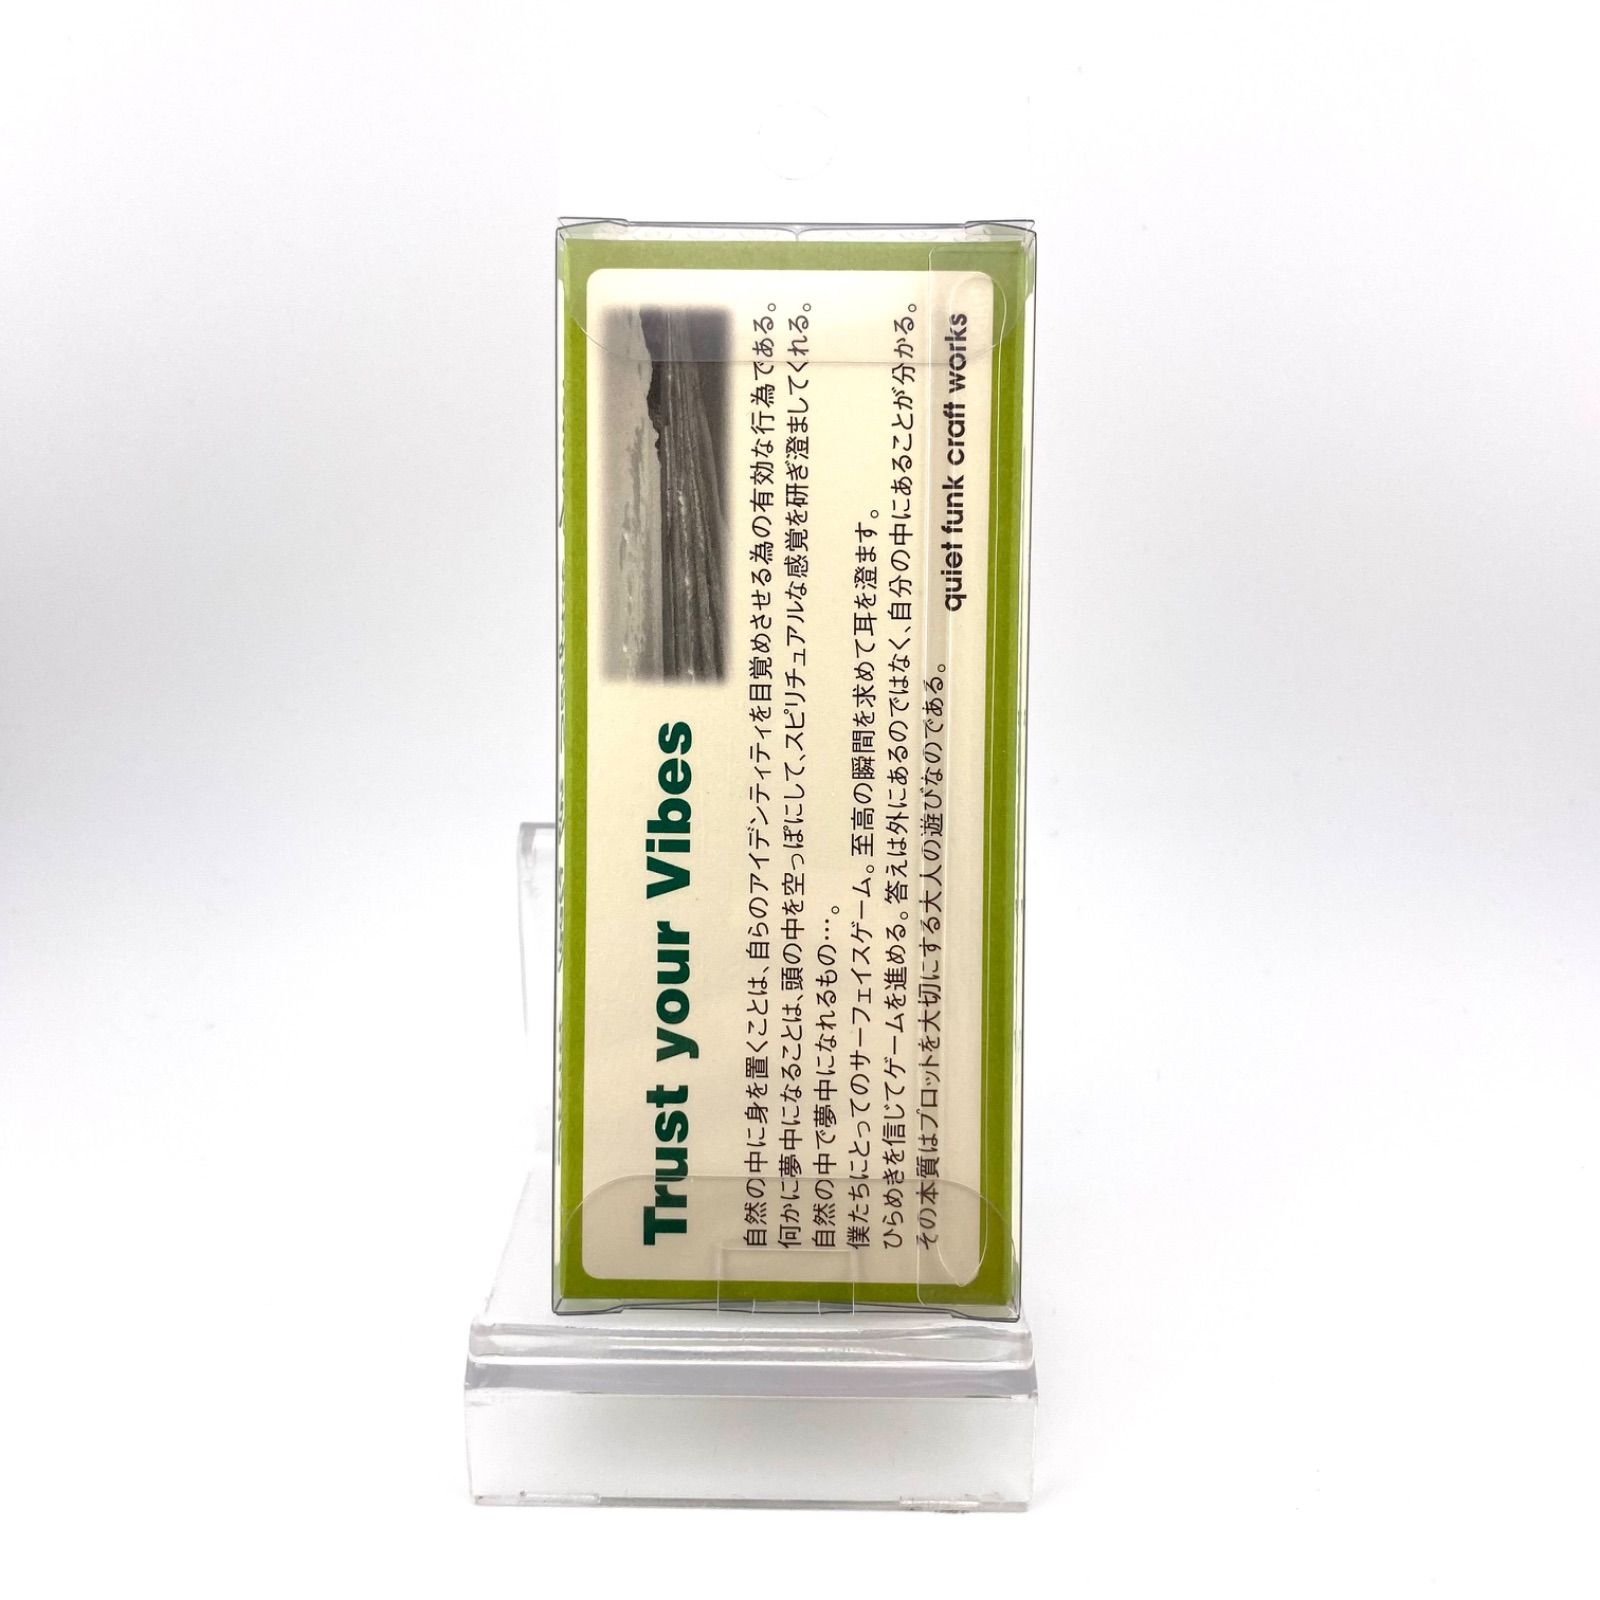 Trust your Vibes
自然の中に身を置くことは、自らのアイデンティティを目覚めさせる為の有効な行為である。
何かに夢中になることは、頭の中を空っぽにして、スピリチュアルな感覚を研ぎ澄ましてくれる。
自然の中で夢中になれるもの…。
僕たちにとってのサーフェイスゲーム。至高の瞬間を求めて耳を澄ます。
ひらめきを信じてゲームを進める。答えは外にあるのではなく、自分の中にあることが分かる。
その本質はプロットを大切にする大人の遊びなのである。
quiet funk craft works